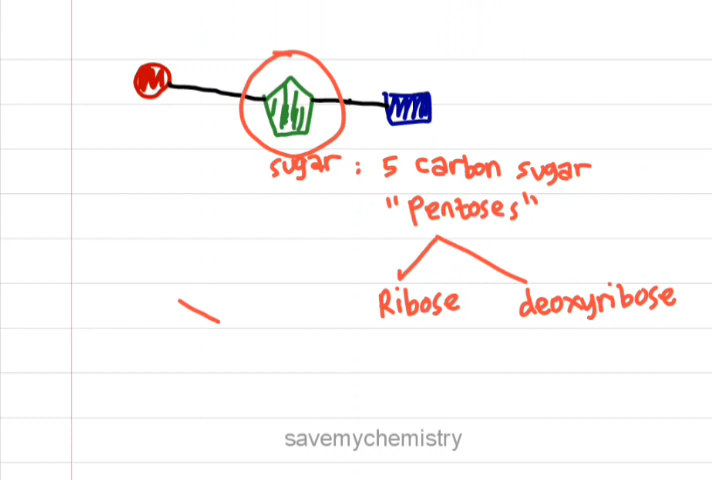 sugar : 5 carbon sugar
"Pentoses"
Ribose deoxyribose
savemychemistry